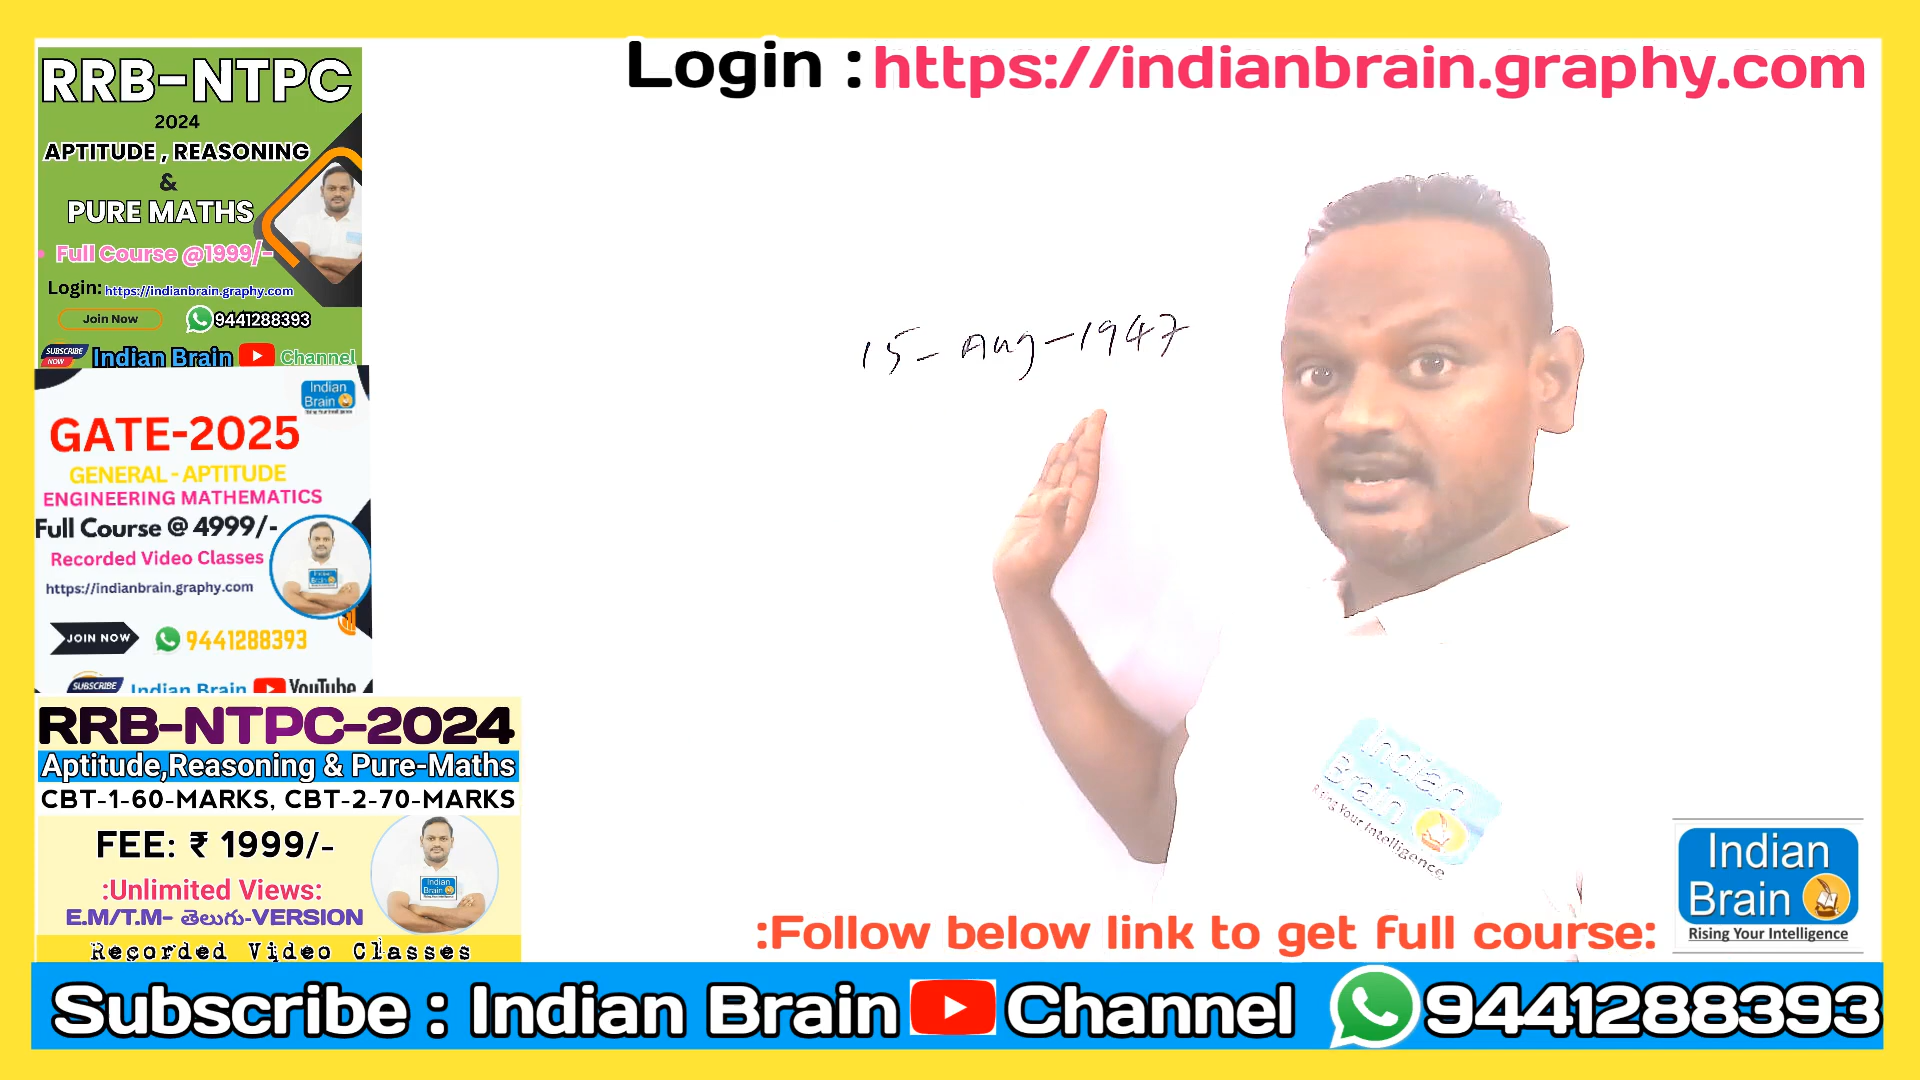 Login : https://indianbrain.graphy.com
RRB-NTPC
2024
APTITUDE , REASONING
&
PURE MATHS
Full Course @1999/-
Login: https://indianbrain.graphy.com
Join Now
9441288393
SUBSCRIBE NOW
Indian Brain
Channel
Indian
Brain
GATE-2025
GENERAL - APTITUDE
ENGINEERING MATHEMATICS
Full Course @ 4999/-
Recorded Video Classes
https://indianbrain.graphy.com
JOIN NOW
9441288393
SUBSCRIBE
Indian Brain
YouTube
RRB-NTPC-2024
Aptitude,Reasoning & Pure-Maths
CBT-1-60-MARKS, CBT-2-70-MARKS
FEE: ₹ 1999/-
:Unlimited Views:
E.M/T.M- తెలుగు-VERSION
Recorded Video Classes
15-Aug-1947
Indian
Brain
Rising Your Intelligence
:Follow below link to get full course:
Indian
Brain
Rising Your Intelligence
Subscribe : Indian Brain Channel 9441288393